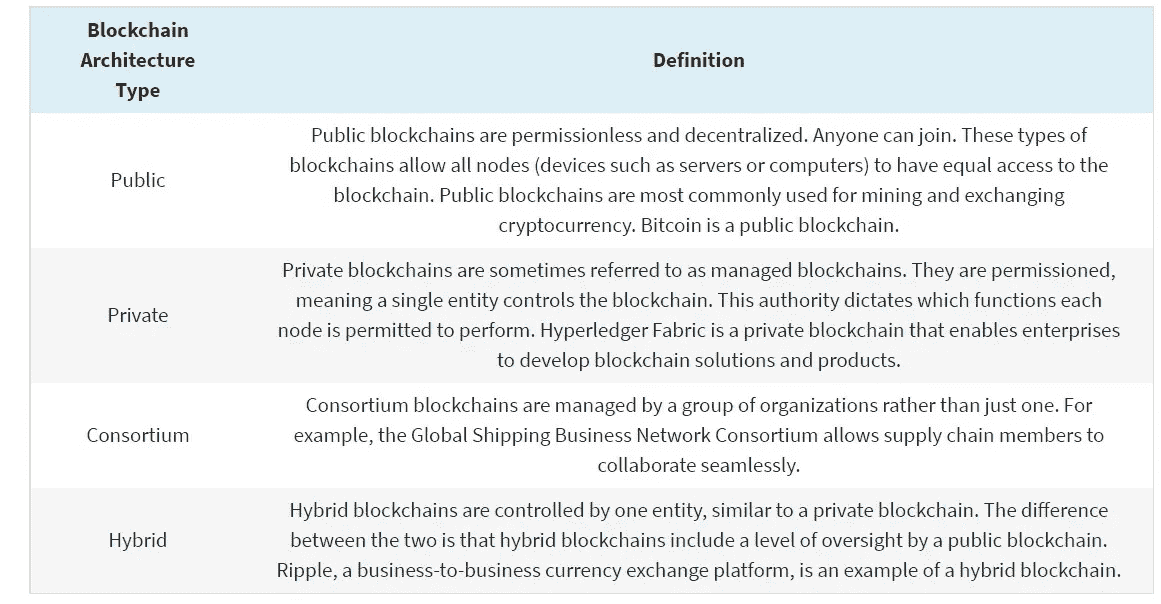 Blockchain
Architecture
Type
Definition
Public
Public blockchains are permissionless and decentralized. Anyone can join. These types of
blockchains allow all nodes (devices such as servers or computers) to have equal access to the
blockchain. Public blockchains are most commonly used for mining and exchanging
cryptocurrency. Bitcoin is a public blockchain.
Private
Private blockchains are sometimes referred to as managed blockchains. They are permissioned,
meaning a single entity controls the blockchain. This authority dictates which functions each
node is permitted to perform. Hyperledger Fabric is a private blockchain that enables enterprises
to develop blockchain solutions and products.
Consortium
Consortium blockchains are managed by a group of organizations rather than just one. For
example, the Global Shipping Business Network Consortium allows supply chain members to
collaborate seamlessly.
Hybrid
Hybrid blockchains are controlled by one entity, similar to a private blockchain. The difference
between the two is that hybrid blockchains include a level of oversight by a public blockchain.
Ripple, a business-to-business currency exchange platform, is an example of a hybrid blockchain.